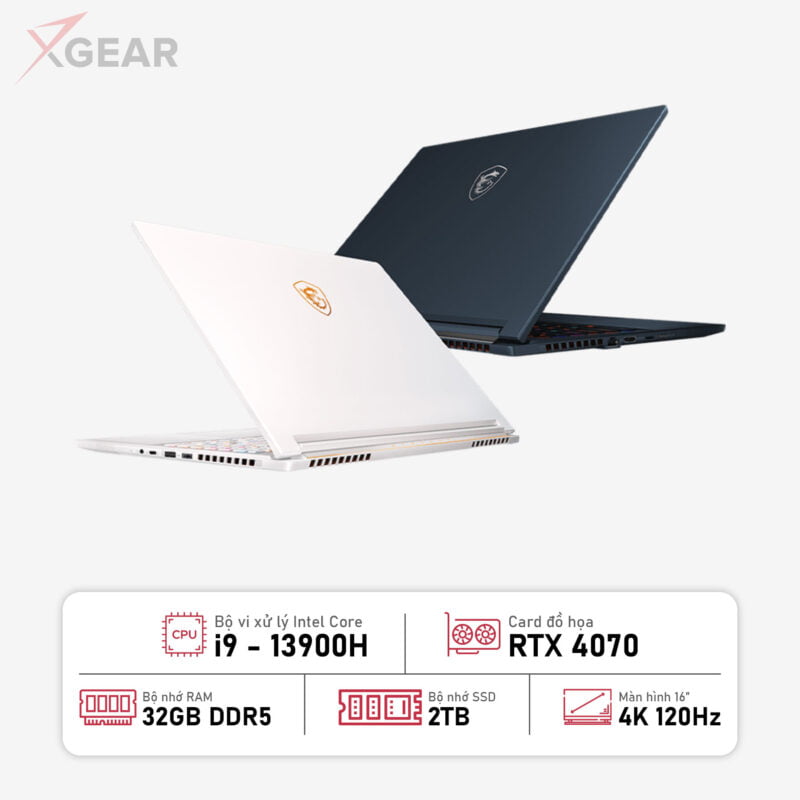 XGEAR
Bộ vi xử lý Intel Core
i9 - 13900H
CPU
Card đồ họa
RTX 4070
Bộ nhớ RAM
32GB DDR5
Bộ nhớ SSD
2TB
Màn hình 16"
4K 120Hz